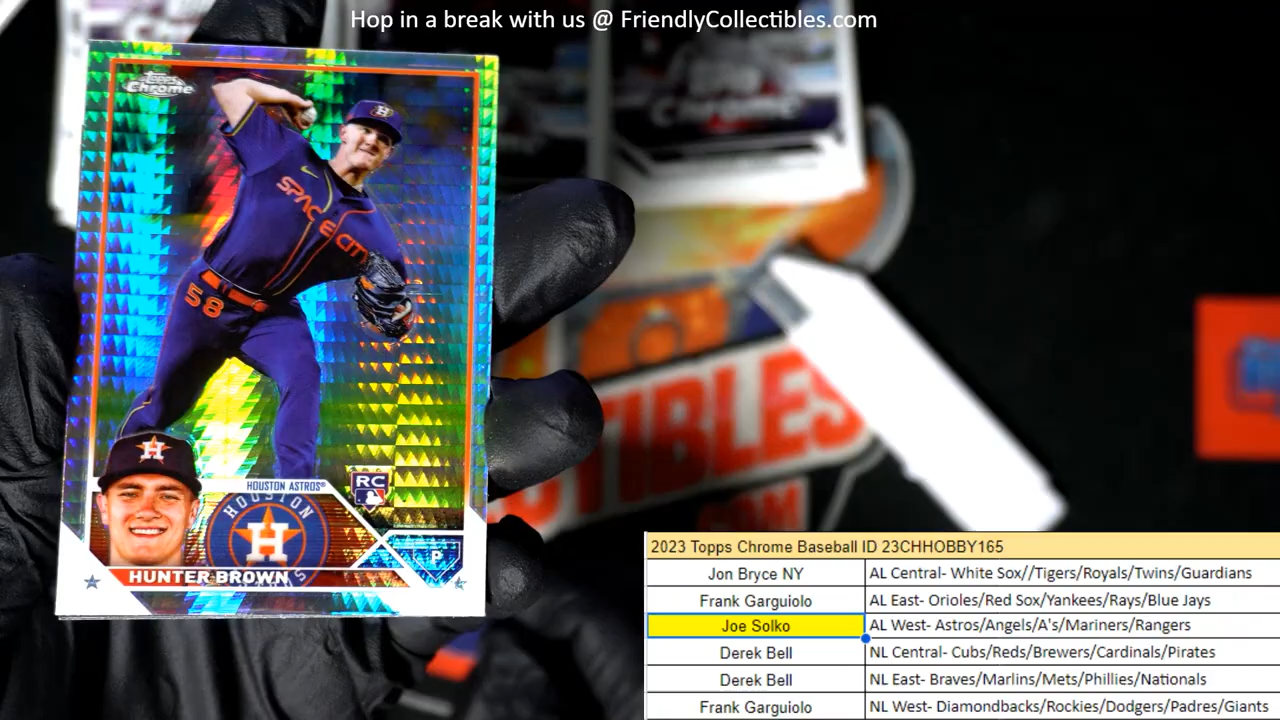 Hop in a break with us @ FriendlyCollectibles.com
Topps
Chrome
H
SPACE CITY
58
HOUSTON ASTROS
RC
H
HOUSTON
H
P
HUNTER BROWN
TIBLES
2023 Topps Chrome Baseball ID 23CHHOBBY165
Jon Bryce NY AL Central- White Sox//Tigers/Royals/Twins/Guardians
Frank Garguiolo AL East- Orioles/Red Sox/Yankees/Rays/Blue Jays
Joe Solko AL West- Astros/Angels/A's/Mariners/Rangers
Derek Bell NL Central- Cubs/Reds/Brewers/Cardinals/Pirates
Derek Bell NL East- Braves/Marlins/Mets/Phillies/Nationals
Frank Garguiolo NL West- Diamondbacks/Rockies/Dodgers/Padres/Giants